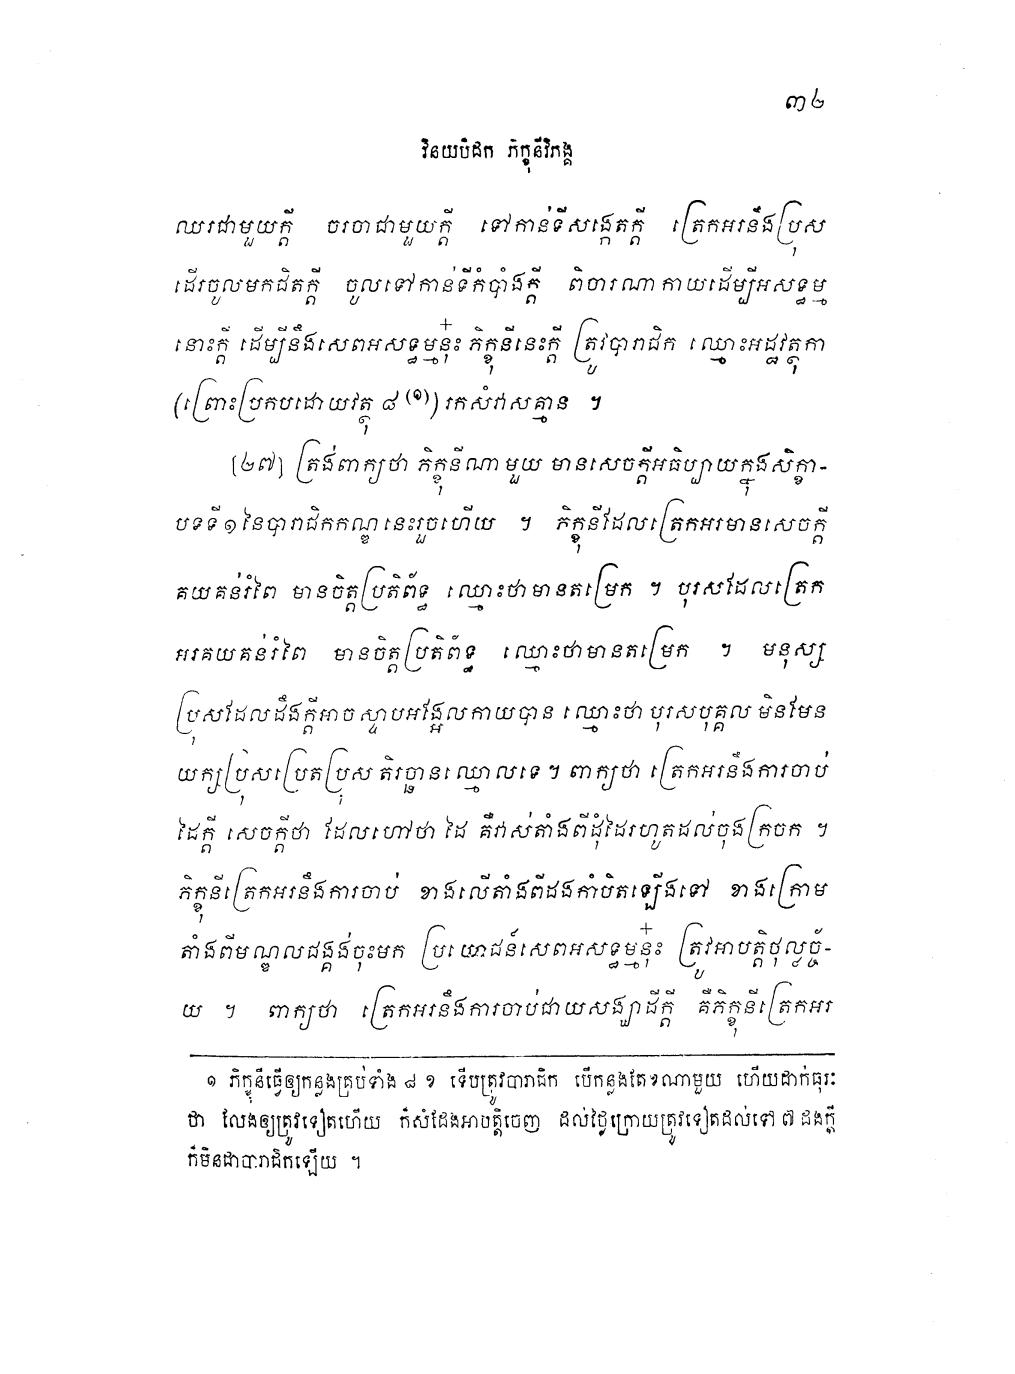 ៣៤
វិនយបិដក ភិក្ខុនីវិភង្គ
ឈរជាមួយក្តី ចរចាជាមួយក្តី ទៅកាន់ទីសង្កេតក្តី ត្រេកអរនឹងប្រុស
ដើរចូលមកជិតក្តី ចូលទៅកាន់ទីកំបាំងក្តី ពិចារណាកាយដើម្បីអសទ្ធម្ម
នោះក្តី ដើម្បីនឹងសេពអសទ្ធម្មនុ៎ះ ភិក្ខុនីនេះក្តី ត្រូវបារាជិក ឈ្មោះអដ្ឋវត្ថុកា
(ព្រោះប្រកបដោយវត្ថុ ៨ (១)) រកសំវាសគ្មាន ។
[២៧] ត្រង់ពាក្យថា ភិក្ខុនីណាមួយ មានសេចក្តីអធិប្បាយក្នុងសិក្ខា-
បទទី១ នៃបារាជិកកណ្ឌនេះរួចហើយ ។ ភិក្ខុនីដែលត្រេកអរមានសេចក្តី
គយគន់រំពៃ មានចិត្តប្រតិព័ទ្ធ ឈ្មោះថាមានតម្រេក ។ បុរសដែលត្រេក
អរគយគន់រំពៃ មានចិត្តប្រតិព័ទ្ធ ឈ្មោះថាមានតម្រេក ។ មនុស្ស
ប្រុសដែលដឹងក្តីអាចស្ទាបអង្អែលកាយបាន ឈ្មោះថា បុរសបុគ្គល មិនមែន
យក្សប្រុសប្រេតប្រុស តិរច្ឆានឈ្មោលទេ ។ ពាក្យថា ត្រេកអរនឹងការចាប់
ដៃក្តី សេចក្តីថា ដែលហៅថា ដៃ គឺវាស់តាំងពីដុំដៃរហូតដល់ចុងក្រចក ។
ភិក្ខុនីត្រេកអរនឹងការចាប់ ខាងលើតាំងពីដងកាំបិតឡើងទៅ ខាងក្រោម
តាំងពីមណ្ឌលជង្គង់ចុះមក ប្រយោជន៍សេពអសទ្ធម្មនុ៎ះ ត្រូវអាបត្តិថុល្លច្ច័-
យ ។ ពាក្យថា ត្រេកអរនឹងការចាប់ជាយសង្ឃាដីក្តី គឺភិក្ខុនីត្រេកអរ
១ ភិក្ខុនីធ្វើឲ្យកន្លងគ្រប់ទាំង ៨ ខ ទើបត្រូវបារាជិក បើកន្លងតែ១ណាមួយ ហើយដាក់ធុរៈ
ថា លែងឲ្យត្រូវទៀតហើយ ក៏សំដែងអាបត្តិចេញ ដល់ថ្ងៃក្រោយត្រូវទៀតដល់ទៅ ៧ ដងក្តី
ក៏មិនជាបារាជិកឡើយ ។